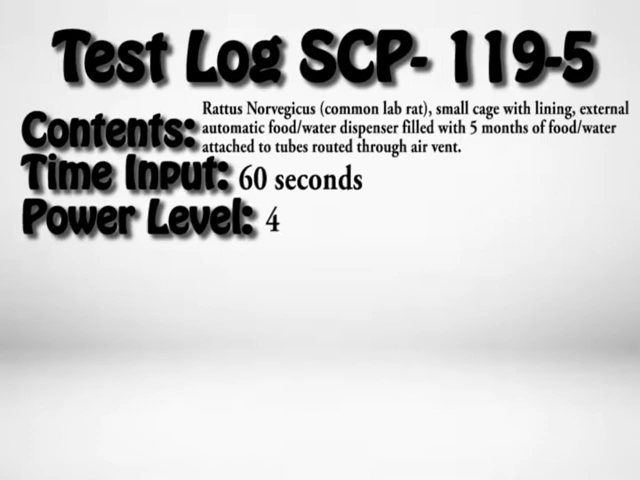 Test Log SCP- 119-5
Contents: Rattus Norvegicus (common lab rat), small cage with lining, external
automatic food/water dispenser filled with 5 months of food/water
attached to tubes routed through air vent.
Time Input: 60 seconds
Power Level: 4